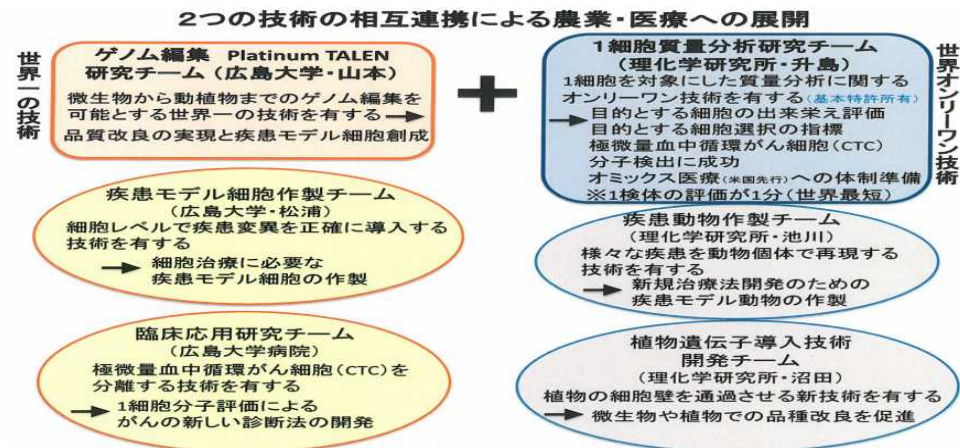 2つの技術の相互連携による農業・医療への展開
世界一の技術
ゲノム編集 Platinum TALEN
研究チーム（広島大学・山本）
微生物から動植物までのゲノム編集を
可能とする世界一の技術を有する →
品質改良の実現と疾患モデル細胞創成
+
1細胞質量分析研究チーム
（理化学研究所・升島）
1細胞を対象にした質量分析に関する
オンリーワン技術を有する（基本特許所有）
→ 目的とする細胞の出来栄え評価
目的とする細胞選択の指標
極微量血中循環がん細胞（CTC）
分子検出に成功
オミックス医療（米国先行）への体制準備
※1検体の評価が1分（世界最短）
世界オンリーワン技術
疾患モデル細胞作製チーム
（広島大学・松浦）
細胞レベルで疾患変異を正確に導入する
技術を有する
→ 細胞治療に必要な
疾患モデル細胞の作製
疾患動物作製チーム
（理化学研究所・池川）
様々な疾患を動物個体で再現する
技術を有する
→ 新規治療法開発のための
疾患モデル動物の作製
臨床応用研究チーム
（広島大学病院）
極微量血中循環がん細胞（CTC）を
分離する技術を有する
→ 1細胞分子評価による
がんの新しい診断法の開発
植物遺伝子導入技術
開発チーム
（理化学研究所・沼田）
植物の細胞壁を通過させる新技術を有する
→ 微生物や植物での品種改良を促進